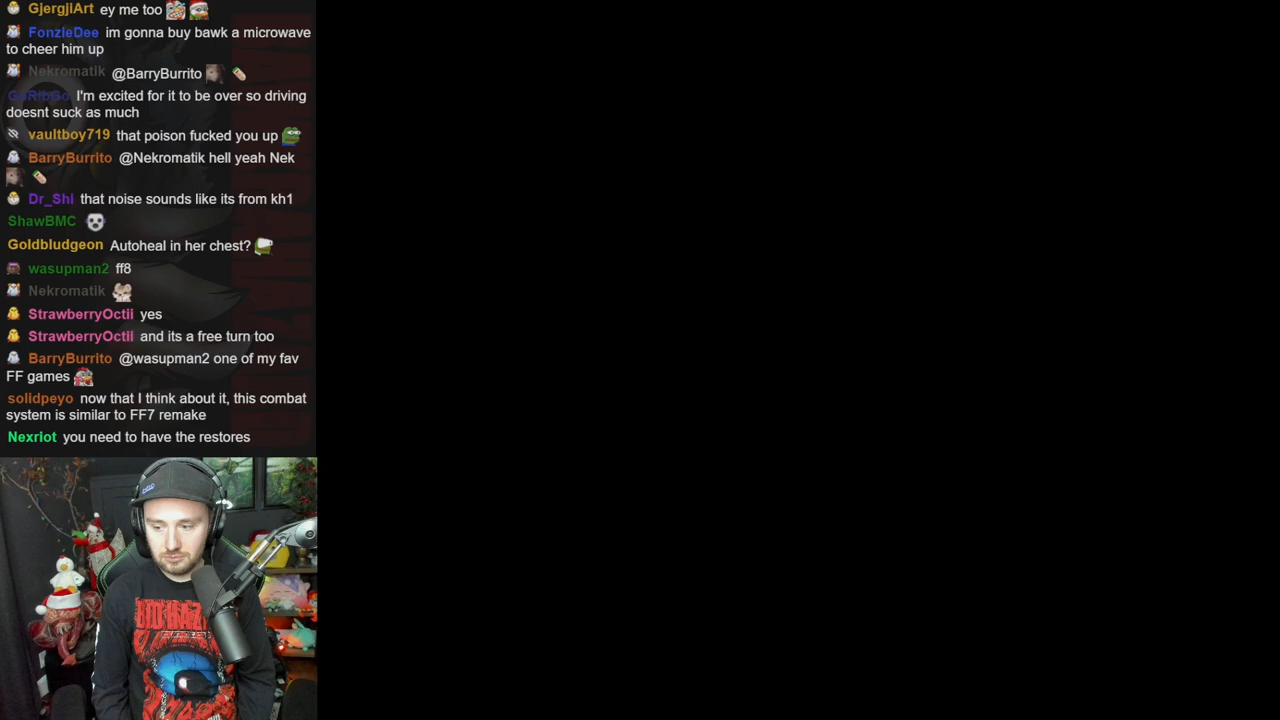 GjergjiArt ey me too
FonzieDee im gonna buy bawk a microwave
to cheer him up
Nekromatik @BarryBurrito
I'm excited for it to be over so driving
doesnt suck as much
vaultboy719 that poison fucked you up
BarryBurrito @Nekromatik hell yeah Nek
Dr_Shi that noise sounds like its from kh1
ShawBMC
Goldbludgeon Autoheal in her chest?
wasupman2 ff8
Nekromatik
StrawberryOctii yes
StrawberryOctii and its a free turn too
BarryBurrito @wasupman2 one of my fav
FF games
solidpeyo now that I think about it, this combat
system is similar to FF7 remake
Nexriot you need to have the restores